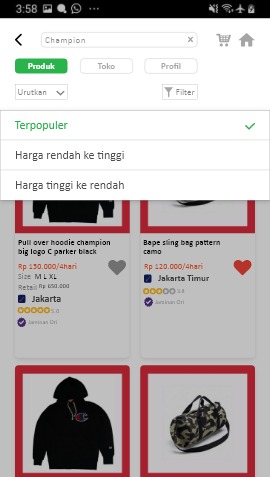 3:58
Champion
Produk
Toko
Profil
Urutkan
Filter
Terpopuler
Harga rendah ke tinggi
Harga tinggi ke rendah
Pull over hoodie champion
big logo C parker black
Rp 150.000/4hari
Size M L XL
Retail Rp 650.000
Jakarta
5.0
Jaminan Ori
Bape sling bag pattern
camo
Rp 120.000/4hari
Jakarta Timur
3.8
Jaminan Ori